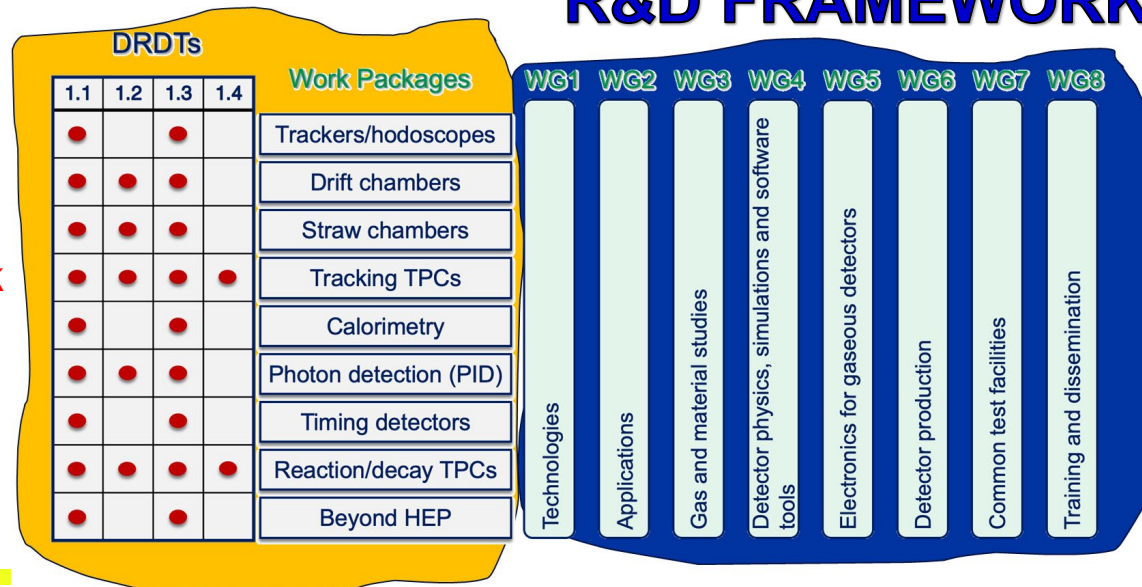 R&D FRAMEWORK
DRDTs
1.1 1.2 1.3 1.4
Work Packages
Trackers/hodoscopes
Drift chambers
Straw chambers
Tracking TPCs
Calorimetry
Photon detection (PID)
Timing detectors
Reaction/decay TPCs
Beyond HEP
WG1 WG2 WG3 WG4 WG5 WG6 WG7 WG8
Technologies
Applications
Gas and material studies
Detector physics, simulations and software
tools
Electronics for gaseous detectors
Detector production
Common test facilities
Training and dissemination